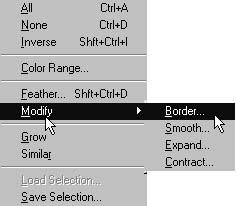 All Ctrl+A
None Ctrl+D
Inverse Shft+Ctrl+I
Color Range...
Feather... Shft+Ctrl+D
Modify
Border...
Smooth...
Expand...
Contract...
Grow
Similar
Load Selection...
Save Selection...